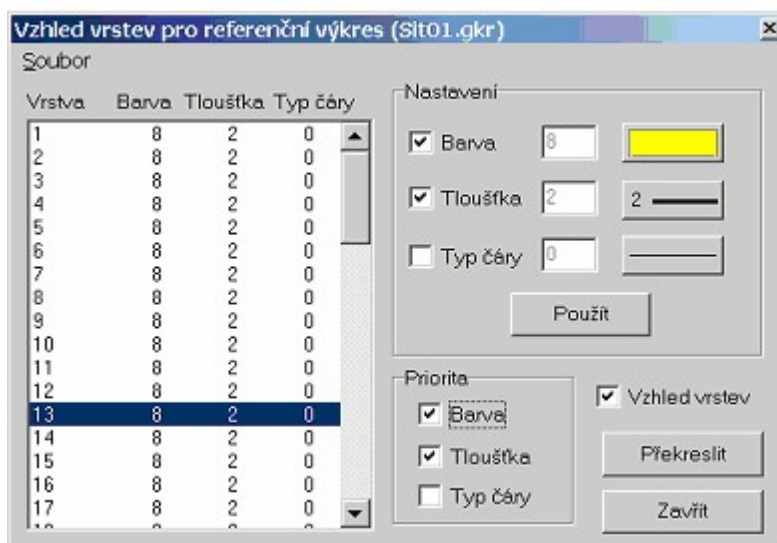 Vzhled vrstev pro referenční výkres (Sit01.gkr)
Soubor
Vrstva Barva Tloušťka Typ čáry
1 8 2 0
2 8 2 0
3 8 2 0
4 8 2 0
5 8 2 0
6 8 2 0
7 8 2 0
8 8 2 0
9 8 2 0
10 8 2 0
11 8 2 0
12 8 2 0
13 8 2 0
14 8 2 0
15 8 2 0
16 8 2 0
17 8 2 0
Nastavení
Barva 8
Tloušťka 2 2
Typ čáry 0
Použít
Priorita
Barva
Tloušťka
Typ čáry
Vzhled vrstev
Překreslit
Zavřít